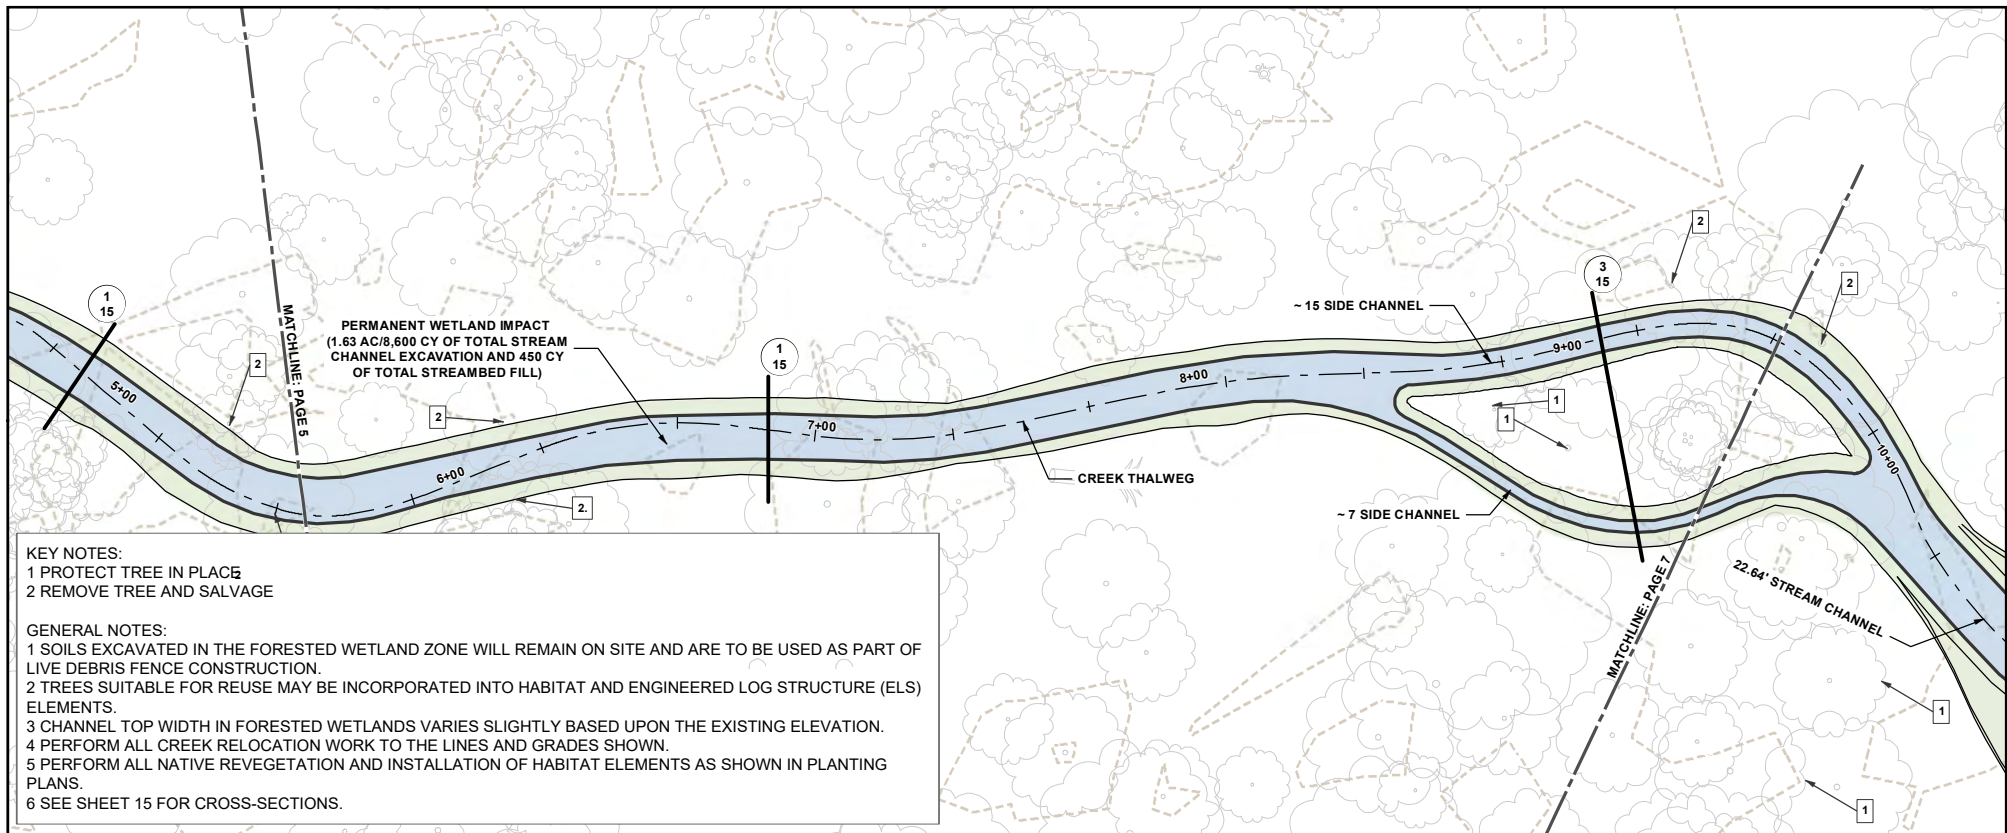 1
15
5+00
2
MATCHLINE: PAGE 5
PERMANENT WETLAND IMPACT
(1.63 AC/8,600 CY OF TOTAL STREAM
CHANNEL EXCAVATION AND 450 CY
OF TOTAL STREAMBED FILL)
2
6+00
2.
1
15
7+00
8+00
CREEK THALWEG
~ 15 SIDE CHANNEL
3
15
9+00
2
2
1
1
~ 7 SIDE CHANNEL
10+00
MATCHLINE: PAGE 7
22.64' STREAM CHANNEL
1
1
KEY NOTES:
1 PROTECT TREE IN PLACE
2
2 REMOVE TREE AND SALVAGE
GENERAL NOTES:
1 SOILS EXCAVATED IN THE FORESTED WETLAND ZONE WILL REMAIN ON SITE AND ARE TO BE USED AS PART OF
LIVE DEBRIS FENCE CONSTRUCTION.
2 TREES SUITABLE FOR REUSE MAY BE INCORPORATED INTO HABITAT AND ENGINEERED LOG STRUCTURE (ELS)
ELEMENTS.
3 CHANNEL TOP WIDTH IN FORESTED WETLANDS VARIES SLIGHTLY BASED UPON THE EXISTING ELEVATION.
4 PERFORM ALL CREEK RELOCATION WORK TO THE LINES AND GRADES SHOWN.
5 PERFORM ALL NATIVE REVEGETATION AND INSTALLATION OF HABITAT ELEMENTS AS SHOWN IN PLANTING
PLANS.
6 SEE SHEET 15 FOR CROSS-SECTIONS.